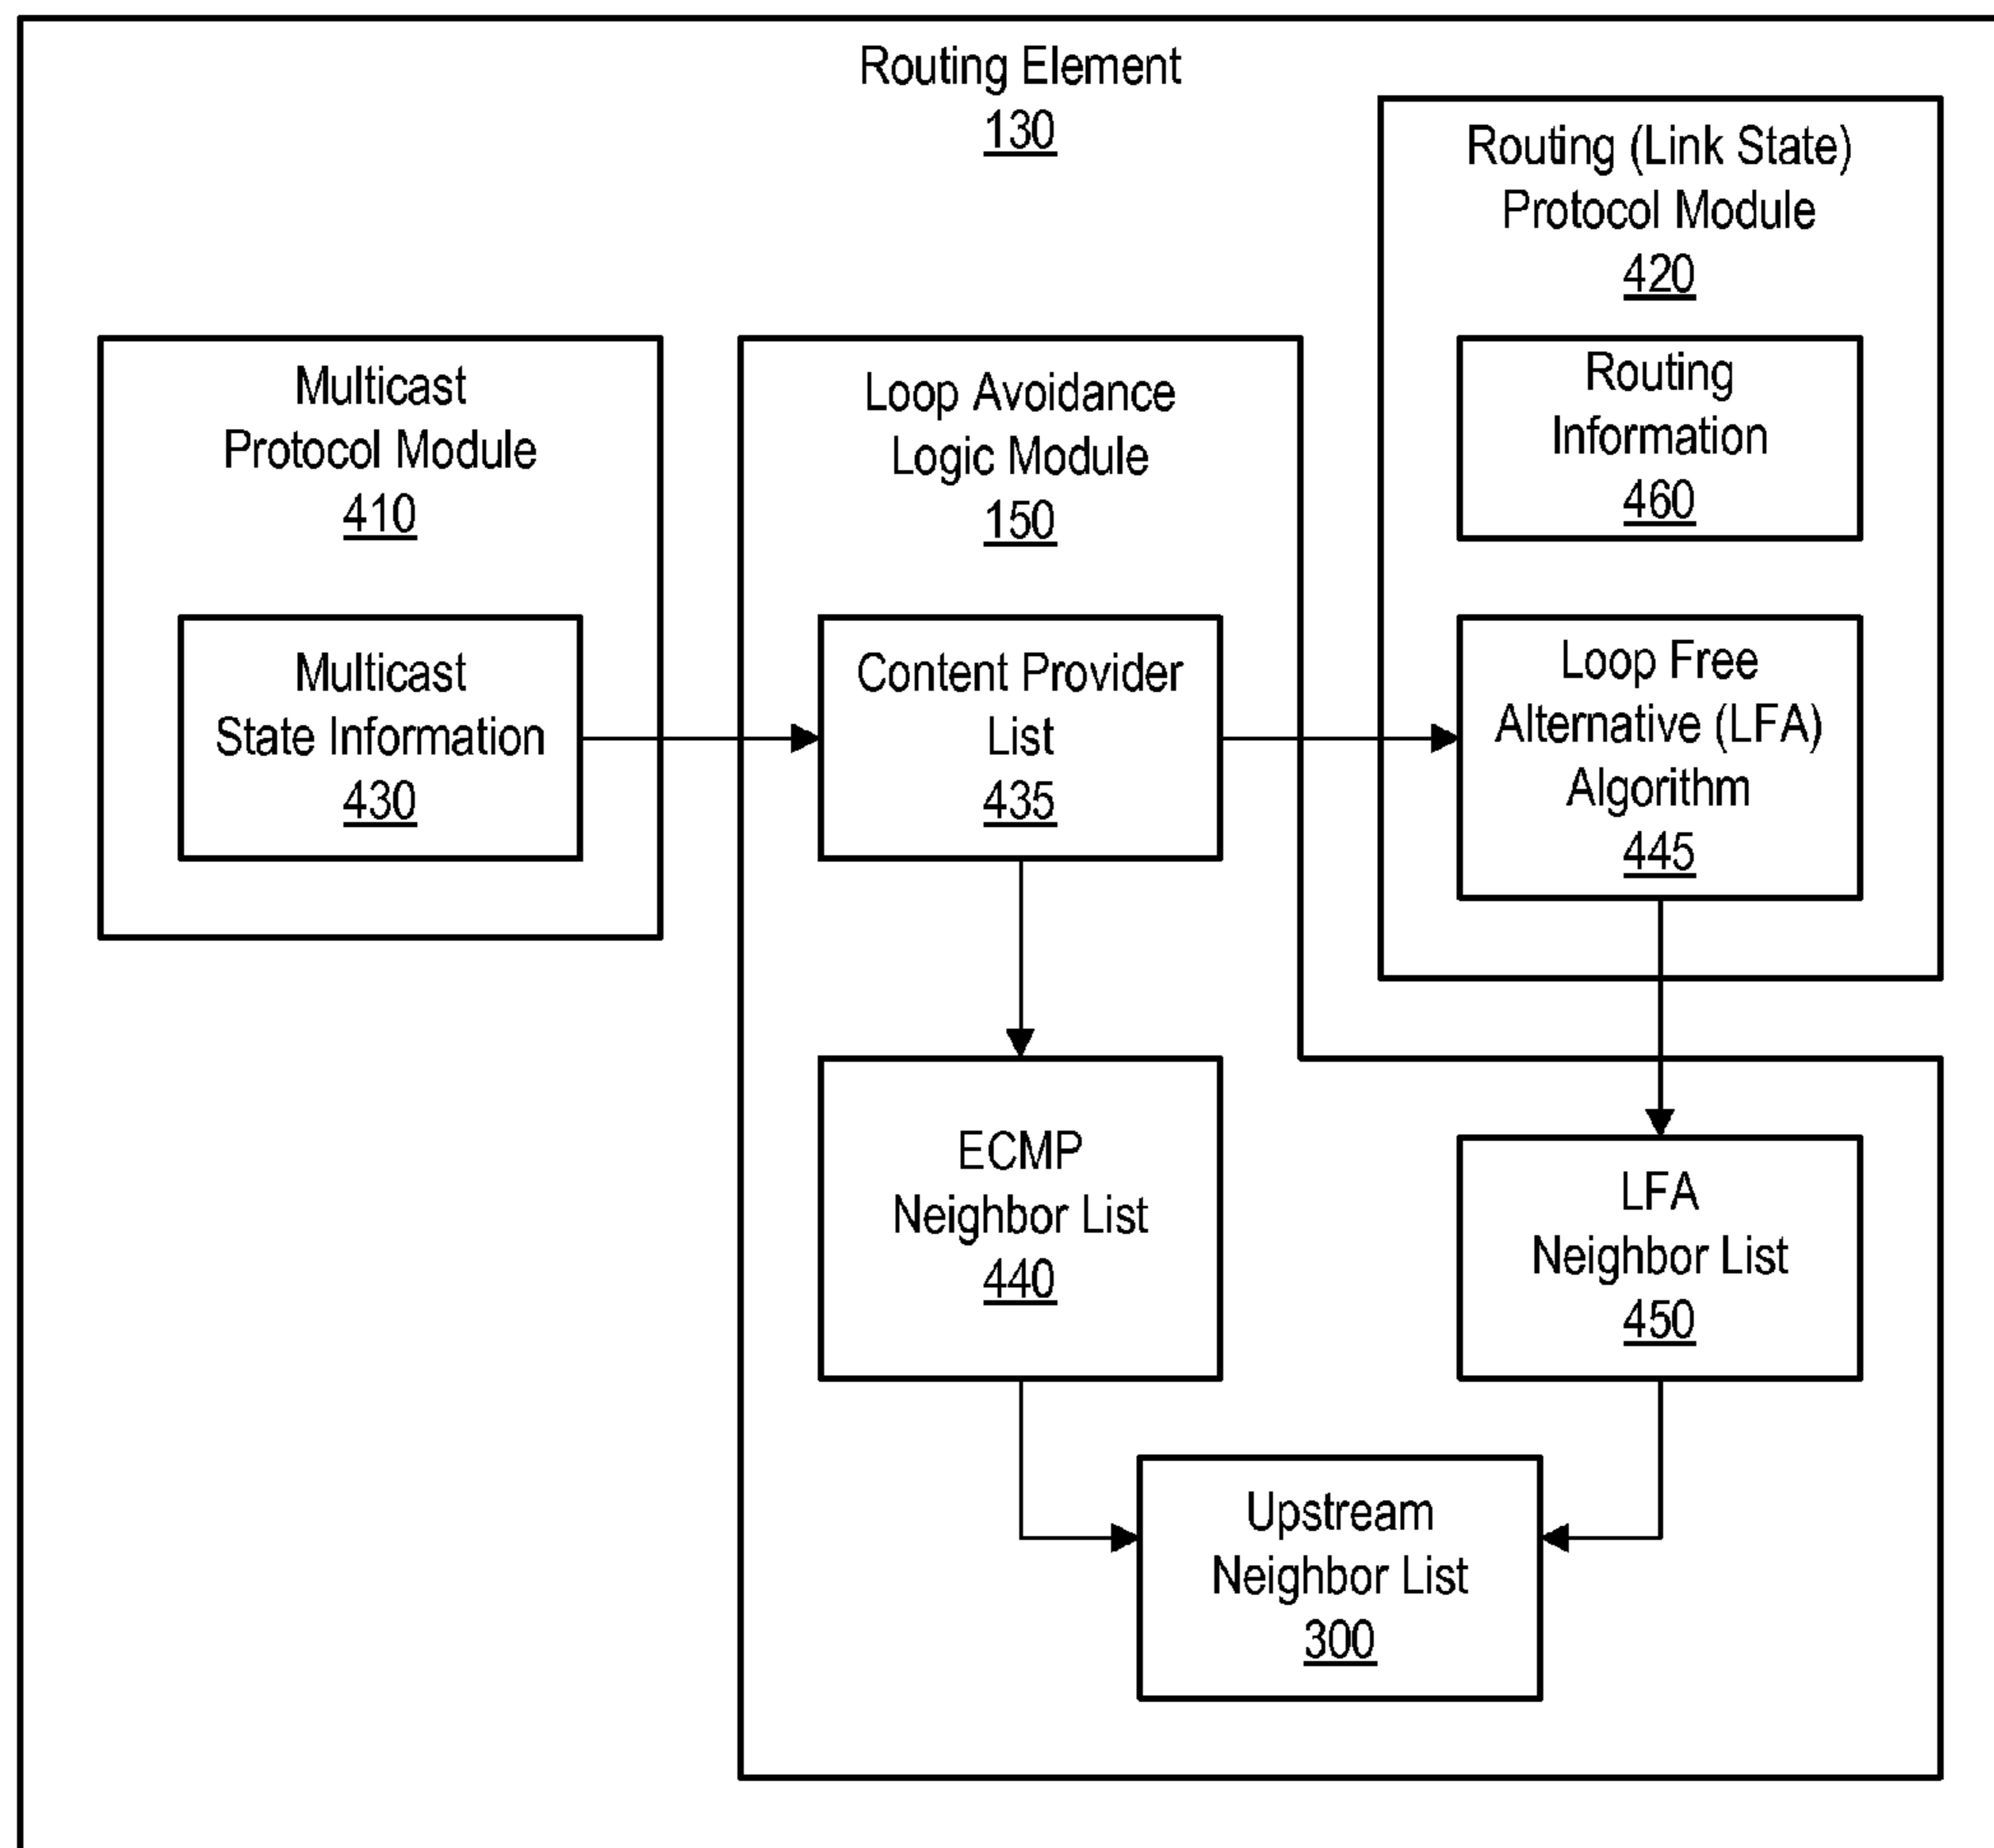 Routing Element
130
Multicast
Protocol Module
410
Multicast
State Information
430
Loop Avoidance
Logic Module
150
Content Provider
List
435
Routing (Link State)
Protocol Module
420
Routing
Information
460
Loop Free
Alternative (LFA)
Algorithm
445
ECMP
Neighbor List
440
LFA
Neighbor List
450
Upstream
Neighbor List
300